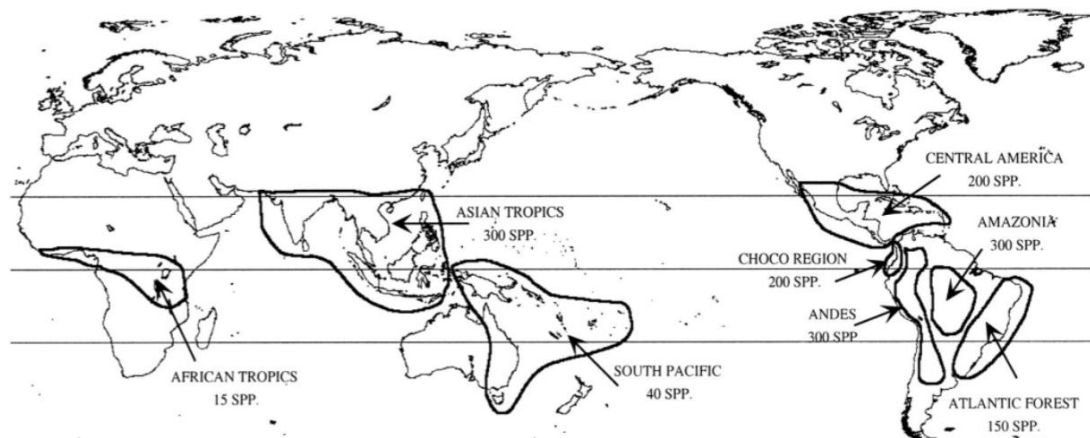 CENTRAL AMERICA
200 SPP.
ASIAN TROPICS
300 SPP.
AMAZONIA
300 SPP.
CHOCO REGION
200 SPP.
ANDES
300 SPP
SOUTH PACIFIC
40 SPP.
AFRICAN TROPICS
15 SPP.
ATLANTIC FOREST
150 SPP.